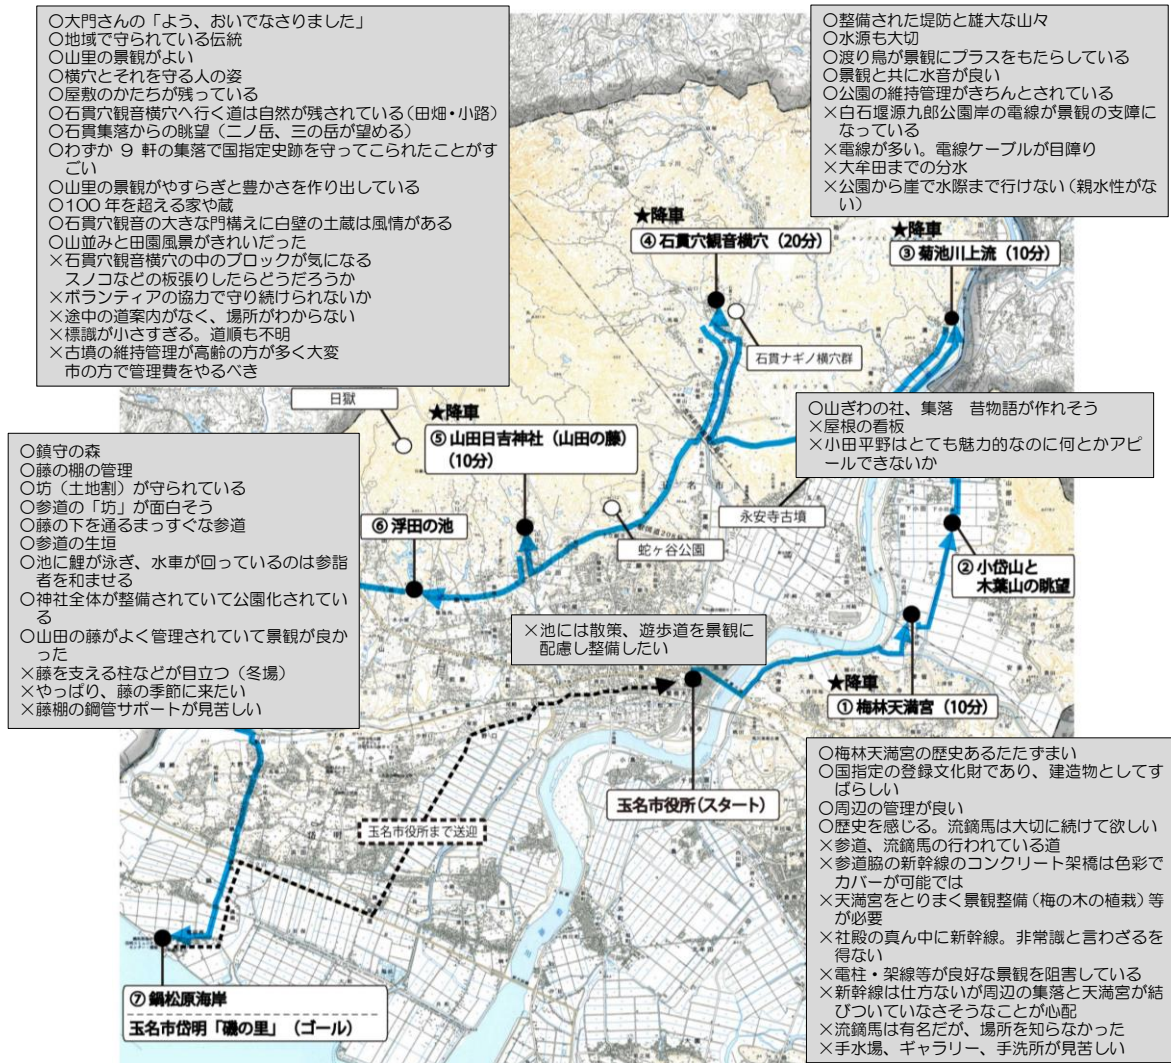 ○大門さんの「よう、おいでなさりました」
○地域で守られている伝統
○山里の景観がよい
○横穴とそれを守る人の姿
○屋敷のかたちが残っている
○石貫穴観音横穴へ行く道は自然が残されている(田畑・小路)
○石貫集落からの眺望(二ノ岳、三の岳が望める)
○わずか 9 軒の集落で国指定史跡を守ってこられたことがす
ごい
○山里の景観がやすらぎと豊かさを作り出している
○100 年を超える家や蔵
○石貫穴観音の大きな門構えに白壁の土蔵は風情がある
○山並みと田園風景がきれいだった
×石貫穴観音横穴の中のブロックが気になる
スノコなどの板張りしたらどうだろうか
×ボランティアの協力で守り続けられないか
×途中の道案内がなく、場所がわからない
×標識が小さすぎる。道順も不明
×古墳の維持管理が高齢の方が多く大変
市の方で管理費をやるべき
○整備された堤防と雄大な山々
○水源も大切
○渡り鳥が景観にプラスをもたらしている
○景観と共に水音が良い
○公園の維持管理がきちんとされている
×白石堰源九郎公園岸の電線が景観の支障に
なっている
×電線が多い。電線ケーブルが目障り
×大牟田までの分水
×公園から崖で水際まで行けない(親水性がな
い)
★降車
④ 石貫穴観音横穴 (20分)
★降車
③ 菊池川上流 (10分)
石貫ナギノ横穴群
日獄
★降車
⑤ 山田日吉神社 (山田の藤)
(10分)
○山ぎわの社、集落 昔物語が作れそう
×屋根の看板
×小田平野はとても魅力的なのに何とかアピ
ールできないか
○鎮守の森
○藤の棚の管理
○坊(土地割)が守られている
○参道の「坊」が面白そう
○藤の下を通るまっすぐな参道
○参道の生垣
○池に鯉が泳ぎ、水車が回っているのは参詣
者を和ませる
○神社全体が整備されていて公園化されてい
る
○山田の藤がよく管理されていて景観が良か
った
×藤を支える柱などが目立つ(冬場)
×やっぱり、藤の季節に来たい
×藤棚の鋼管サポートが見苦しい
⑥ 浮田の池
蛇ヶ谷公園
永安寺古墳
② 小岱山と
木葉山の眺望
×池には散策、遊歩道を景観に
配慮し整備したい
★降車
① 梅林天満宮 (10分)
玉名市役所(スタート)
玉名市役所まで送迎
○梅林天満宮の歴史あるたたずまい
○国指定の登録文化財であり、建造物としてす
ばらしい
○周辺の管理が良い
○歴史を感じる。流鏑馬は大切に続けて欲しい
×参道、流鏑馬の行われている道
×参道脇の新幹線のコンクリート架橋は色彩で
カバーが可能では
×天満宮をとりまく景観整備(梅の木の植栽)等
が必要
×社殿の真ん中に新幹線。非常識と言わざるを
得ない
×電柱・架線等が良好な景観を阻害している
×新幹線は仕方ないが周辺の集落と天満宮が結
びついていなさそうなことが心配
×流鏑馬は有名だが、場所を知らなかった
×手水場、ギャラリー、手洗所が見苦しい
⑦ 鍋松原海岸
玉名市岱明「磯の里」 (ゴール)